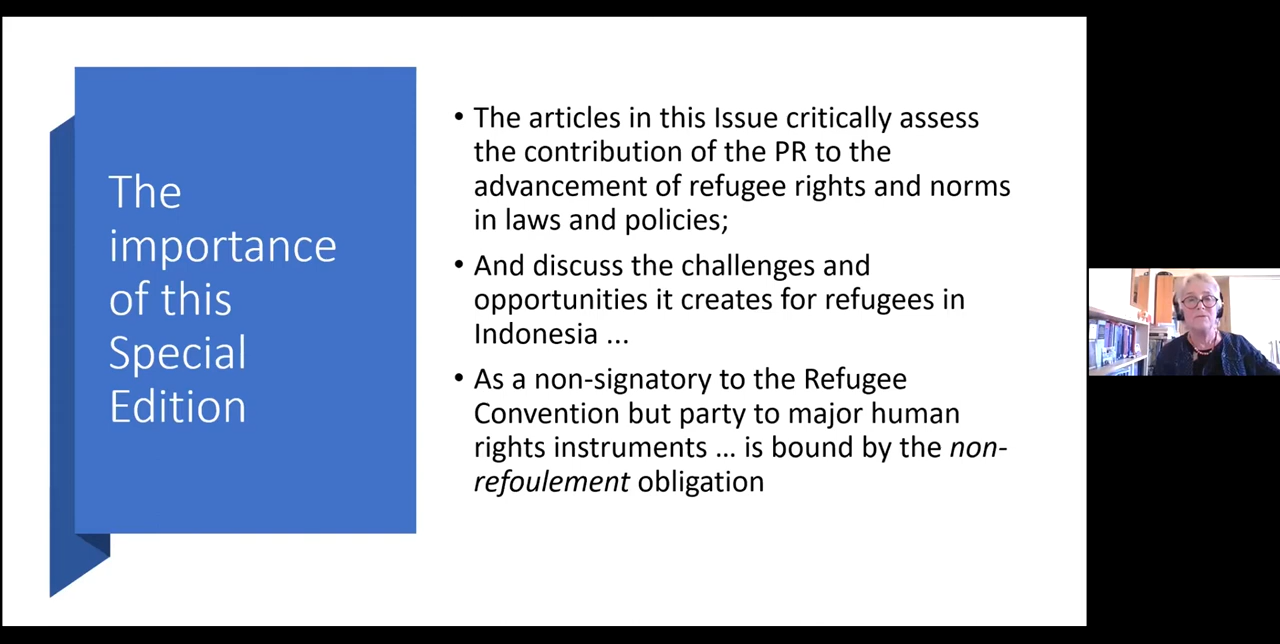 The
importance
of this
Special
Edition
• The articles in this Issue critically assess
the contribution of the PR to the
advancement of refugee rights and norms
in laws and policies;
• And discuss the challenges and
opportunities it creates for refugees in
Indonesia ...
• As a non-signatory to the Refugee
Convention but party to major human
rights instruments ... is bound by the non-
refoulement obligation